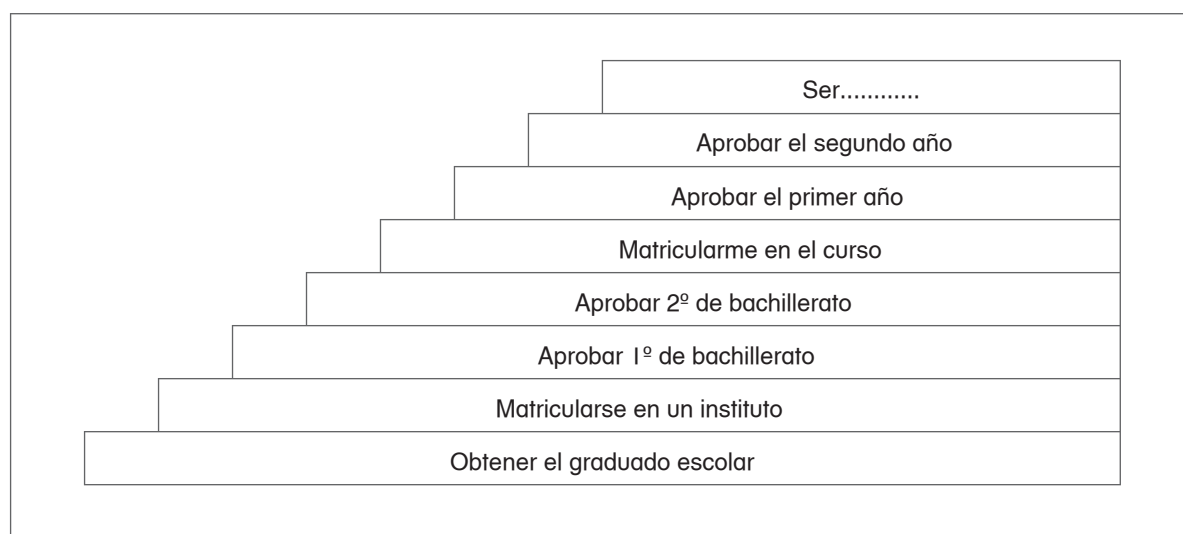 Ser............
Aprobar el segundo año
Aprobar el primer año
Matricularme en el curso
Aprobar 2º de bachillerato
Aprobar 1º de bachillerato
Matricularse en un instituto
Obtener el graduado escolar